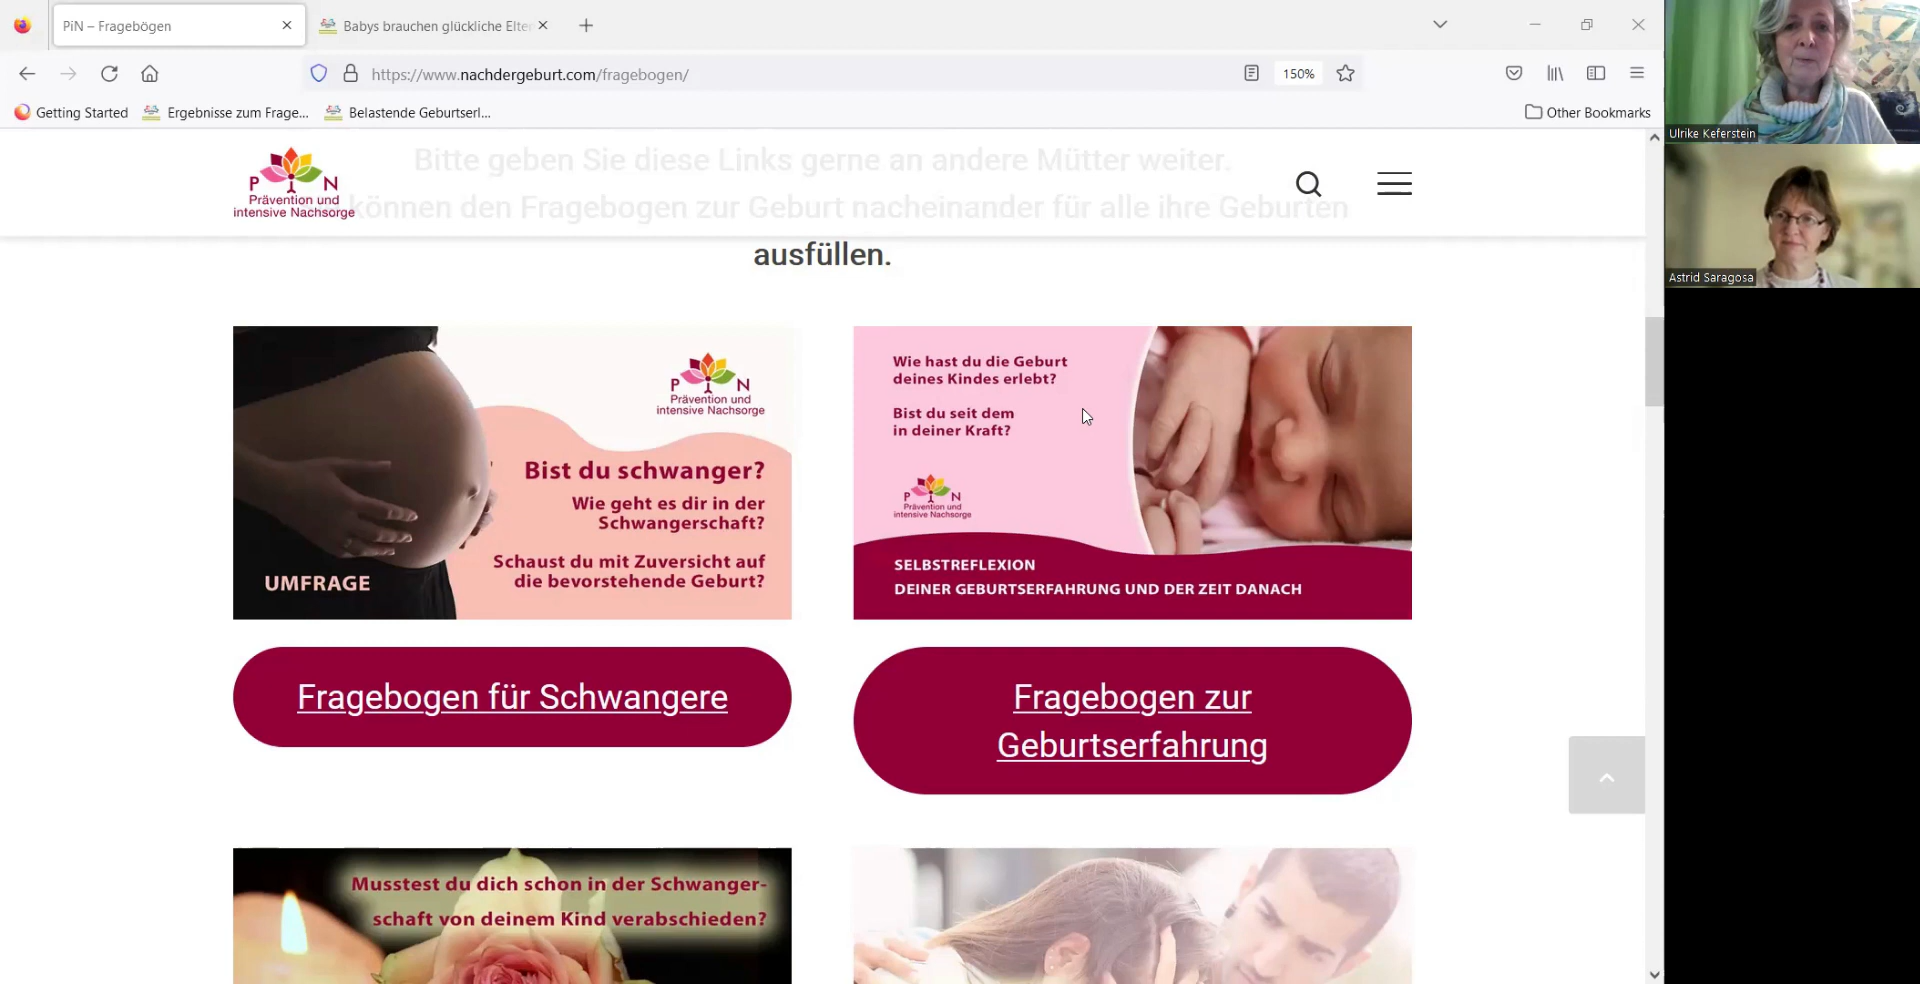 PiN – Fragebögen
Babys brauchen glückliche Elter
https://www.nachdergeburt.com/fragebogen/
150%
Getting Started
Ergebnisse zum Frage...
Belastende Geburtserl...
Other Bookmarks
Ulrike Keferstein
Astrid Saragosa
P i N
Prävention und
intensive Nachsorge
Bitte geben Sie diese Links gerne an andere Mütter weiter.
können den Fragebogen zur Geburt nacheinander für alle ihre Geburten
ausfüllen.
P i N
Prävention und
intensive Nachsorge
Bist du schwanger?
Wie geht es dir in der
Schwangerschaft?
Schaust du mit Zuversicht auf
die bevorstehende Geburt?
UMFRAGE
Wie hast du die Geburt
deines Kindes erlebt?
Bist du seit dem
in deiner Kraft?
P i N
Prävention und
intensive Nachsorge
SELBSTREFLEXION
DEINER GEBURTSERFAHRUNG UND DER ZEIT DANACH
Fragebogen für Schwangere
Fragebogen zur
Geburtserfahrung
Musstest du dich schon in der Schwanger-
schaft von deinem Kind verabschieden?